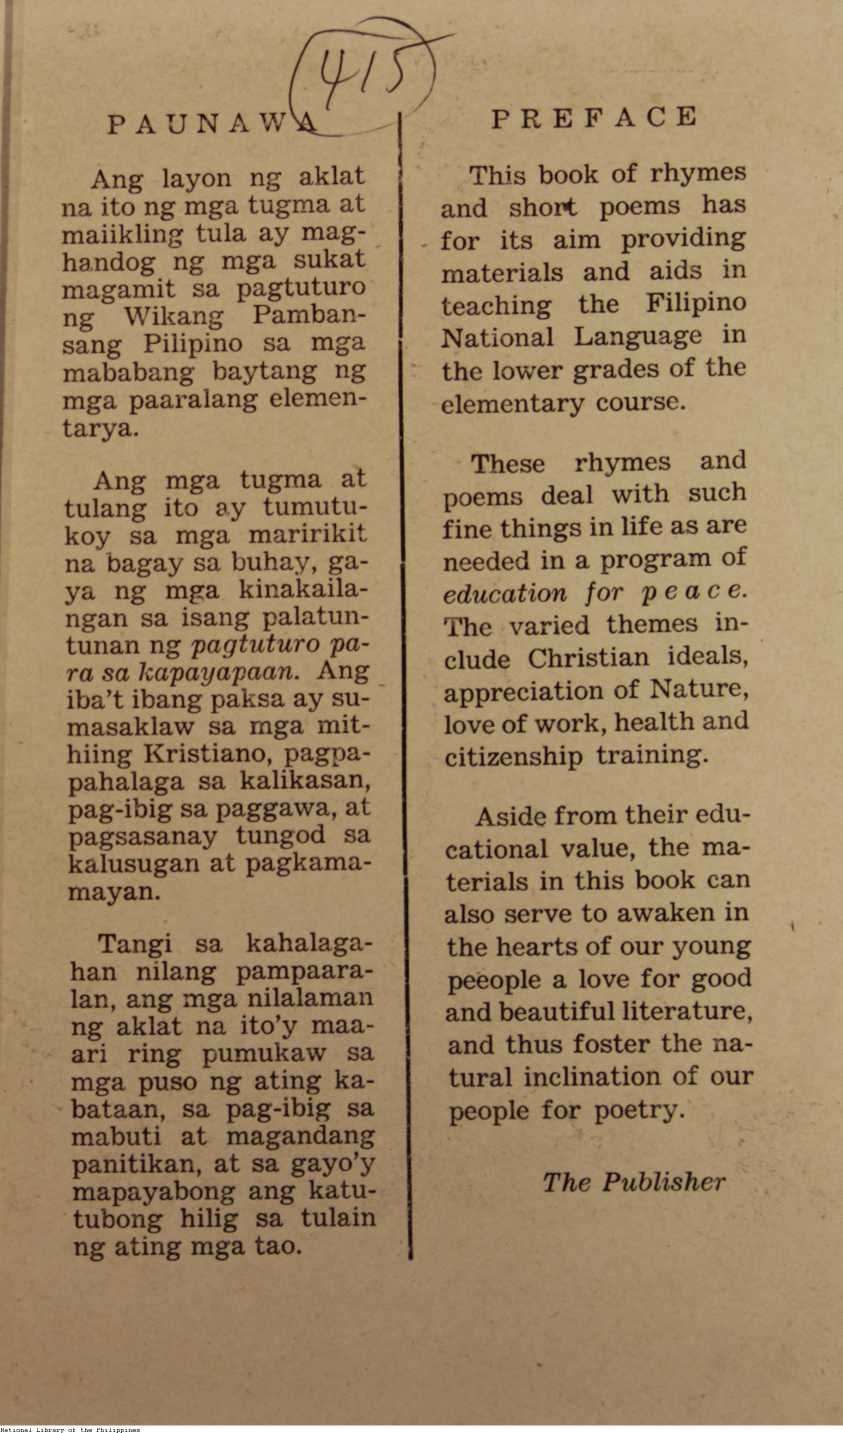 415
PAUNAWA
Ang layon ng aklat
na ito ng mga tugma at
maiikling tula ay mag-
handog ng mga sukat
magamit sa pagtuturo
ng Wikang Pamban-
sang Pilipino sa mga
mababang baytang ng
mga paaralang elemen-
tarya.
Ang mga tugma at
tulang ito ay tumutu-
koy sa mga maririkit
na bagay sa buhay, ga-
ya ng mga kinakaila-
ngan sa isang palatun-
tunan ng pagtuturo pa-
ra sa kapayapaan. Ang
iba't ibang paksa ay su-
masaklaw sa mga mit-
hiing Kristiano, pagpa-
pahalaga sa kalikasan,
pag-ibig sa paggawa, at
pagsasanay tungod sa
kalusugan at pagkama-
mayan.
Tangi sa kahalaga-
han nilang pampaara-
lan, ang mga nilalaman
ng aklat na ito'y maa-
ari ring pumukaw sa
mga puso ng ating ka-
bataan, sa pag-ibig sa
mabuti at magandang
panitikan, at sa gayo'y
mapayabong ang katu-
tubong hilig sa tulain
ng ating mga tao.
PREFACE
This book of rhymes
and short poems has
for its aim providing
materials and aids in
teaching the Filipino
National Language in
the lower grades of the
elementary course.
These rhymes and
poems deal with such
fine things in life as are
needed in a program of
education for peace.
The varied themes in-
clude Christian ideals,
appreciation of Nature,
love of work, health and
citizenship training.
Aside from their edu-
cational value, the ma-
terials in this book can
also serve to awaken in
the hearts of our young
peeople a love for good
and beautiful literature,
and thus foster the na-
tural inclination of our
people for poetry.
The Publisher
National Library of the Philippines